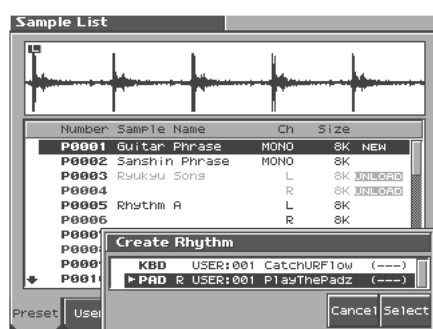 Sample List
L
Number Sample Name Ch Size
P0001 Guitar Phrase MONO 8K NEW
P0002 Sanshin Phrase MONO 8K
P0003 Ryukyu Song L 8K UNLOAD
P0004 R 8K UNLOAD
P0005 Rhythm A L 8K
P0006 R 8K
Create Rhythm
KBD USER:001 CatchURFlow (---)
PAD R USER:001 PlayThePadz (---)
Preset Cancel Select